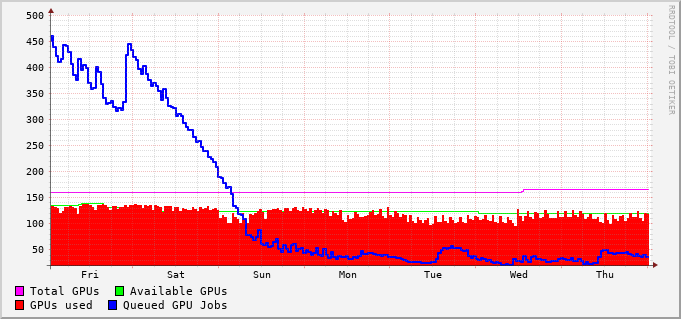 500
450
400
350
300
250
200
150
100
50
Fri Sat Sun Mon Tue Wed Thu
Total GPUs Available GPUs
GPUs used Queued GPU Jobs
RRDTOOL / TOBI OETIKER